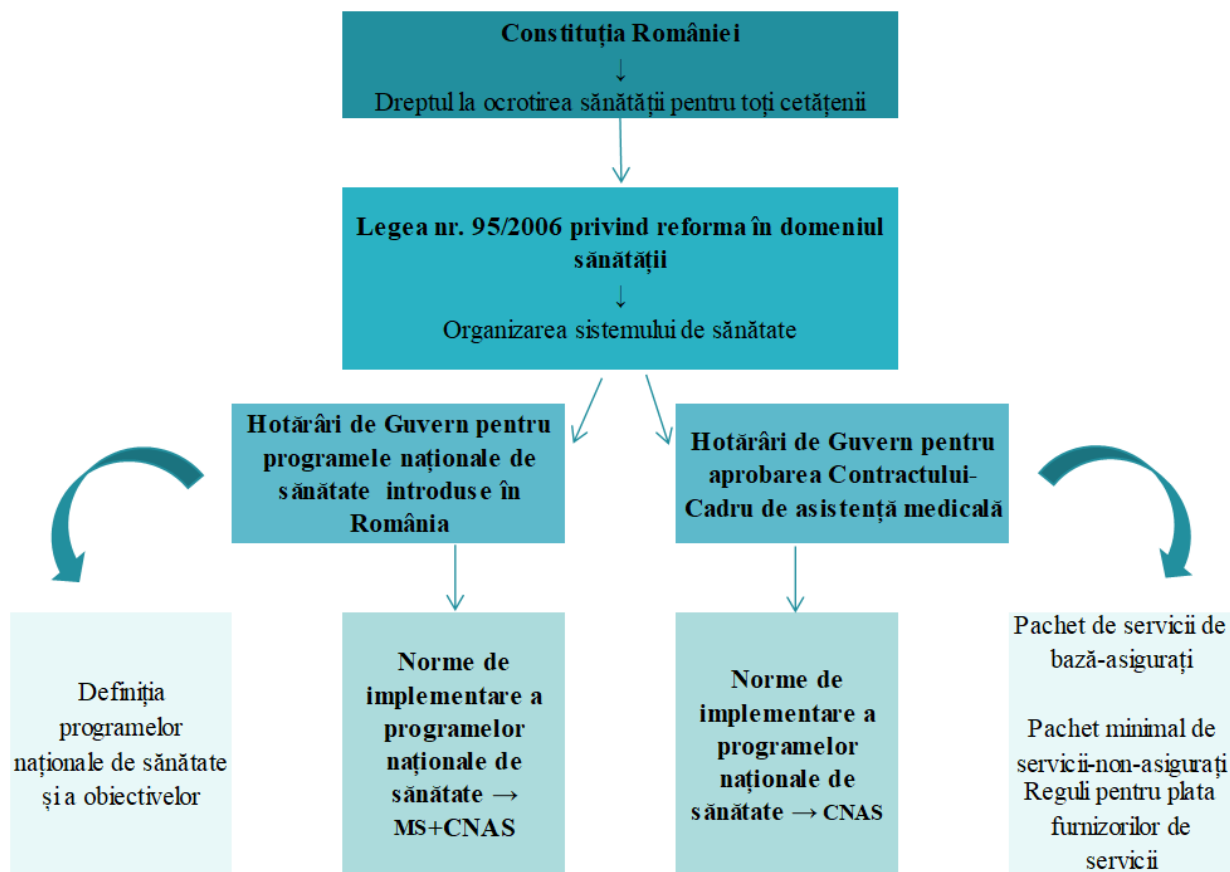 Constituția României
↓
Dreptul la ocrotirea sănătății pentru toți cetățenii
Legea nr. 95/2006 privind reforma în domeniul
sănătății
↓
Organizarea sistemului de sănătate
Hotărâri de Guvern pentru
programele naționale de
sănătate introduse în
România
Hotărâri de Guvern pentru
aprobarea Contractului-
Cadru de asistență medicală
Definiția
programelor
naționale de sănătate
și a obiectivelor
Norme de
implementare a
programelor
naționale de
sănătate →
MS+CNAS
Norme de
implementare a
programelor
naționale de
sănătate → CNAS
Pachet de servicii de
bază-asigurați
Pachet minimal de
servicii-non-asigurați
Reguli pentru plata
furnizorilor de
servicii